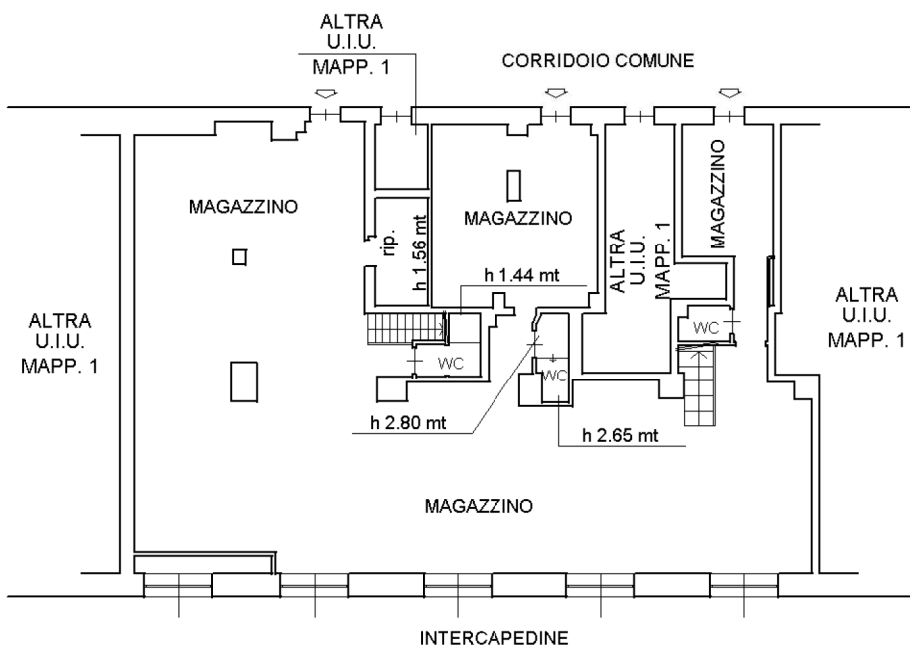 ALTRA
U.I.U.
MAPP. 1
CORRIDOIO COMUNE
MAGAZZINO
rip.
h 1.56 mt
MAGAZZINO
h 1.44 mt
ALTRA
U.I.U.
MAPP. 1
MAGAZZINO
ALTRA
U.I.U.
MAPP. 1
ALTRA
U.I.U.
MAPP. 1
WC
WC
WC
h 2.80 mt
h 2.65 mt
MAGAZZINO
INTERCAPEDINE